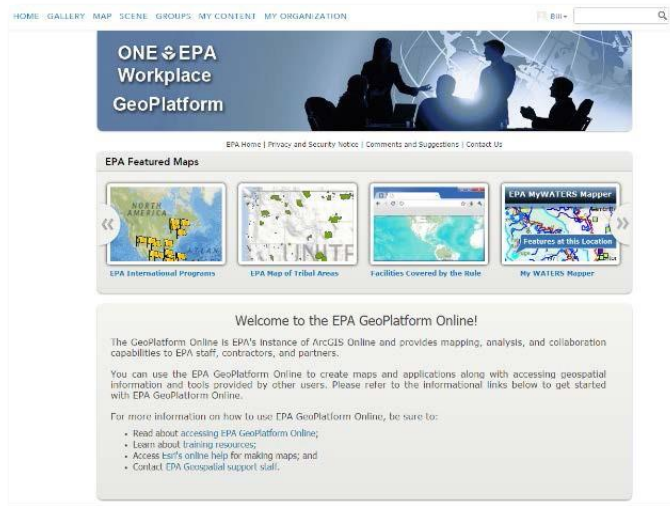 HOME GALLERY MAP SCENE GROUPS MY CONTENT MY ORGANIZATION
Bill
ONE EPA
Workplace
GeoPlatform
EPA Home | Privacy and Security Notice | Comments and Suggestions | Contact Us
EPA Featured Maps
NORTH
AMERICA
EPA MyWATERS Mapper
Features at this Location
EPA International Programs
EPA Map of Tribal Areas
Facilities Covered by the Rule
My WATERS Mapper
Welcome to the EPA GeoPlatform Online!
The GeoPlatform Online is EPA's instance of ArcGIS Online and provides mapping, analysis, and collaboration
capabilities to EPA staff, contractors, and partners.
You can use the EPA GeoPlatform Online to create maps and applications along with accessing geospatial
information and tools provided by other users. Please refer to the informational links below to get started
with EPA GeoPlatform Online.
For more information on how to use EPA GeoPlatform Online, be sure to:
• Read about accessing EPA GeoPlatform Online;
• Learn about training resources;
• Access Esri's online help for making maps; and
• Contact EPA Geospatial support staff.